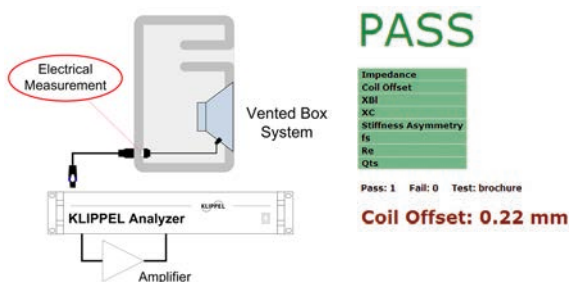 Electrical
Measurement
Vented Box
System
KLIPPEL
KLIPPEL Analyzer
Amplifier
PASS
Impedance
Coil Offset
XBl
XC
Stiffness Asymmetry
fs
Re
Qts
Pass: 1 Fail: 0 Test: brochure
Coil Offset: 0.22 mm